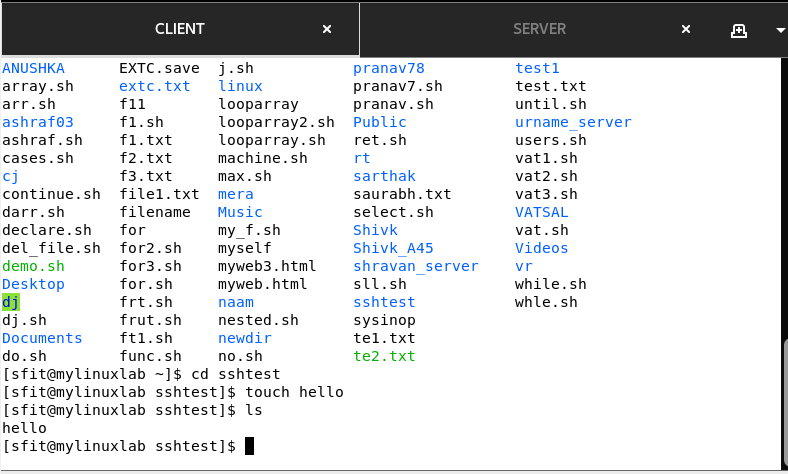 CLIENT × SERVER ×
ANUSHKA EXTC.save j.sh pranav78 test1
array.sh extc.txt linux pranav7.sh test.txt
arr.sh f11 looparray pranav.sh until.sh
ashraf03 f1.sh looparray2.sh Public urname_server
ashraf.sh f1.txt looparray.sh ret.sh users.sh
cases.sh f2.txt machine.sh rt vat1.sh
cj f3.txt max.sh sarthak vat2.sh
continue.sh file1.txt mera saurabh.txt vat3.sh
darr.sh filename Music select.sh VATSAL
declare.sh for my_f.sh Shivk vat.sh
del_file.sh for2.sh myself Shivk_A45 Videos
demo.sh for3.sh myweb3.html shravan_server vr
Desktop for.sh myweb.html sll.sh while.sh
dj frt.sh naam sshtest whle.sh
dj.sh frut.sh nested.sh sysinop
Documents ft1.sh newdir te1.txt
do.sh func.sh no.sh te2.txt
[sfit@mylinuxlab ~]$ cd sshtest
[sfit@mylinuxlab sshtest]$ touch hello
[sfit@mylinuxlab sshtest]$ ls
hello
[sfit@mylinuxlab sshtest]$